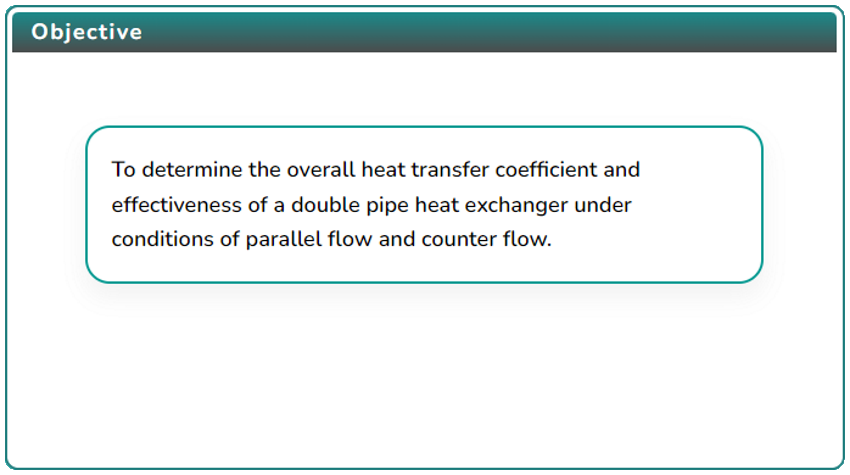 Objective
To determine the overall heat transfer coefficient and
effectiveness of a double pipe heat exchanger under
conditions of parallel flow and counter flow.